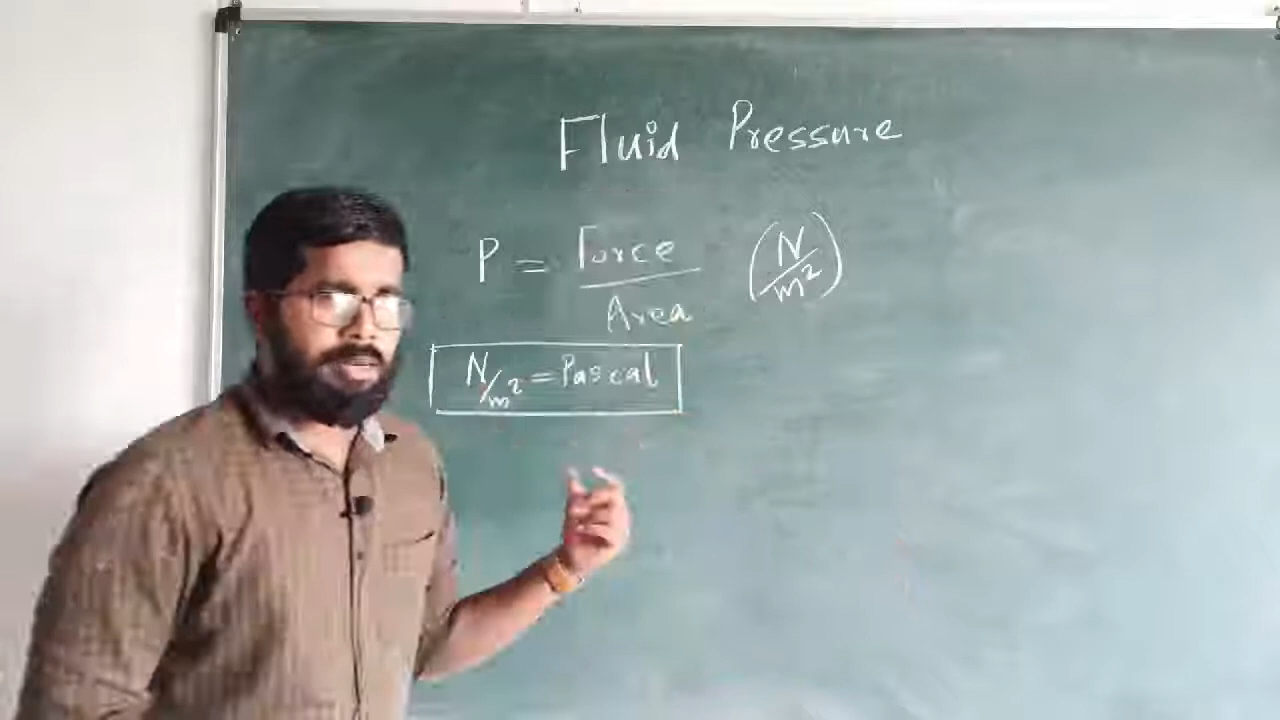 Fluid Pressure
P = Force / Area (N/m²)
N/m² = Pascal